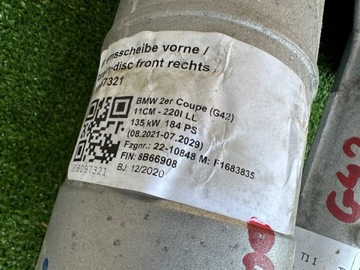 msscheibe vorne /
disc front rechts
7321
BMW 2er Coupe (G42)
11CM - 220I LL
135 kW 184 PS
(08.2021-07.2029)
Fzgnr.: 22-10848 M: F1683835
FIN: 8B66908
BJ: 12/2020
G42